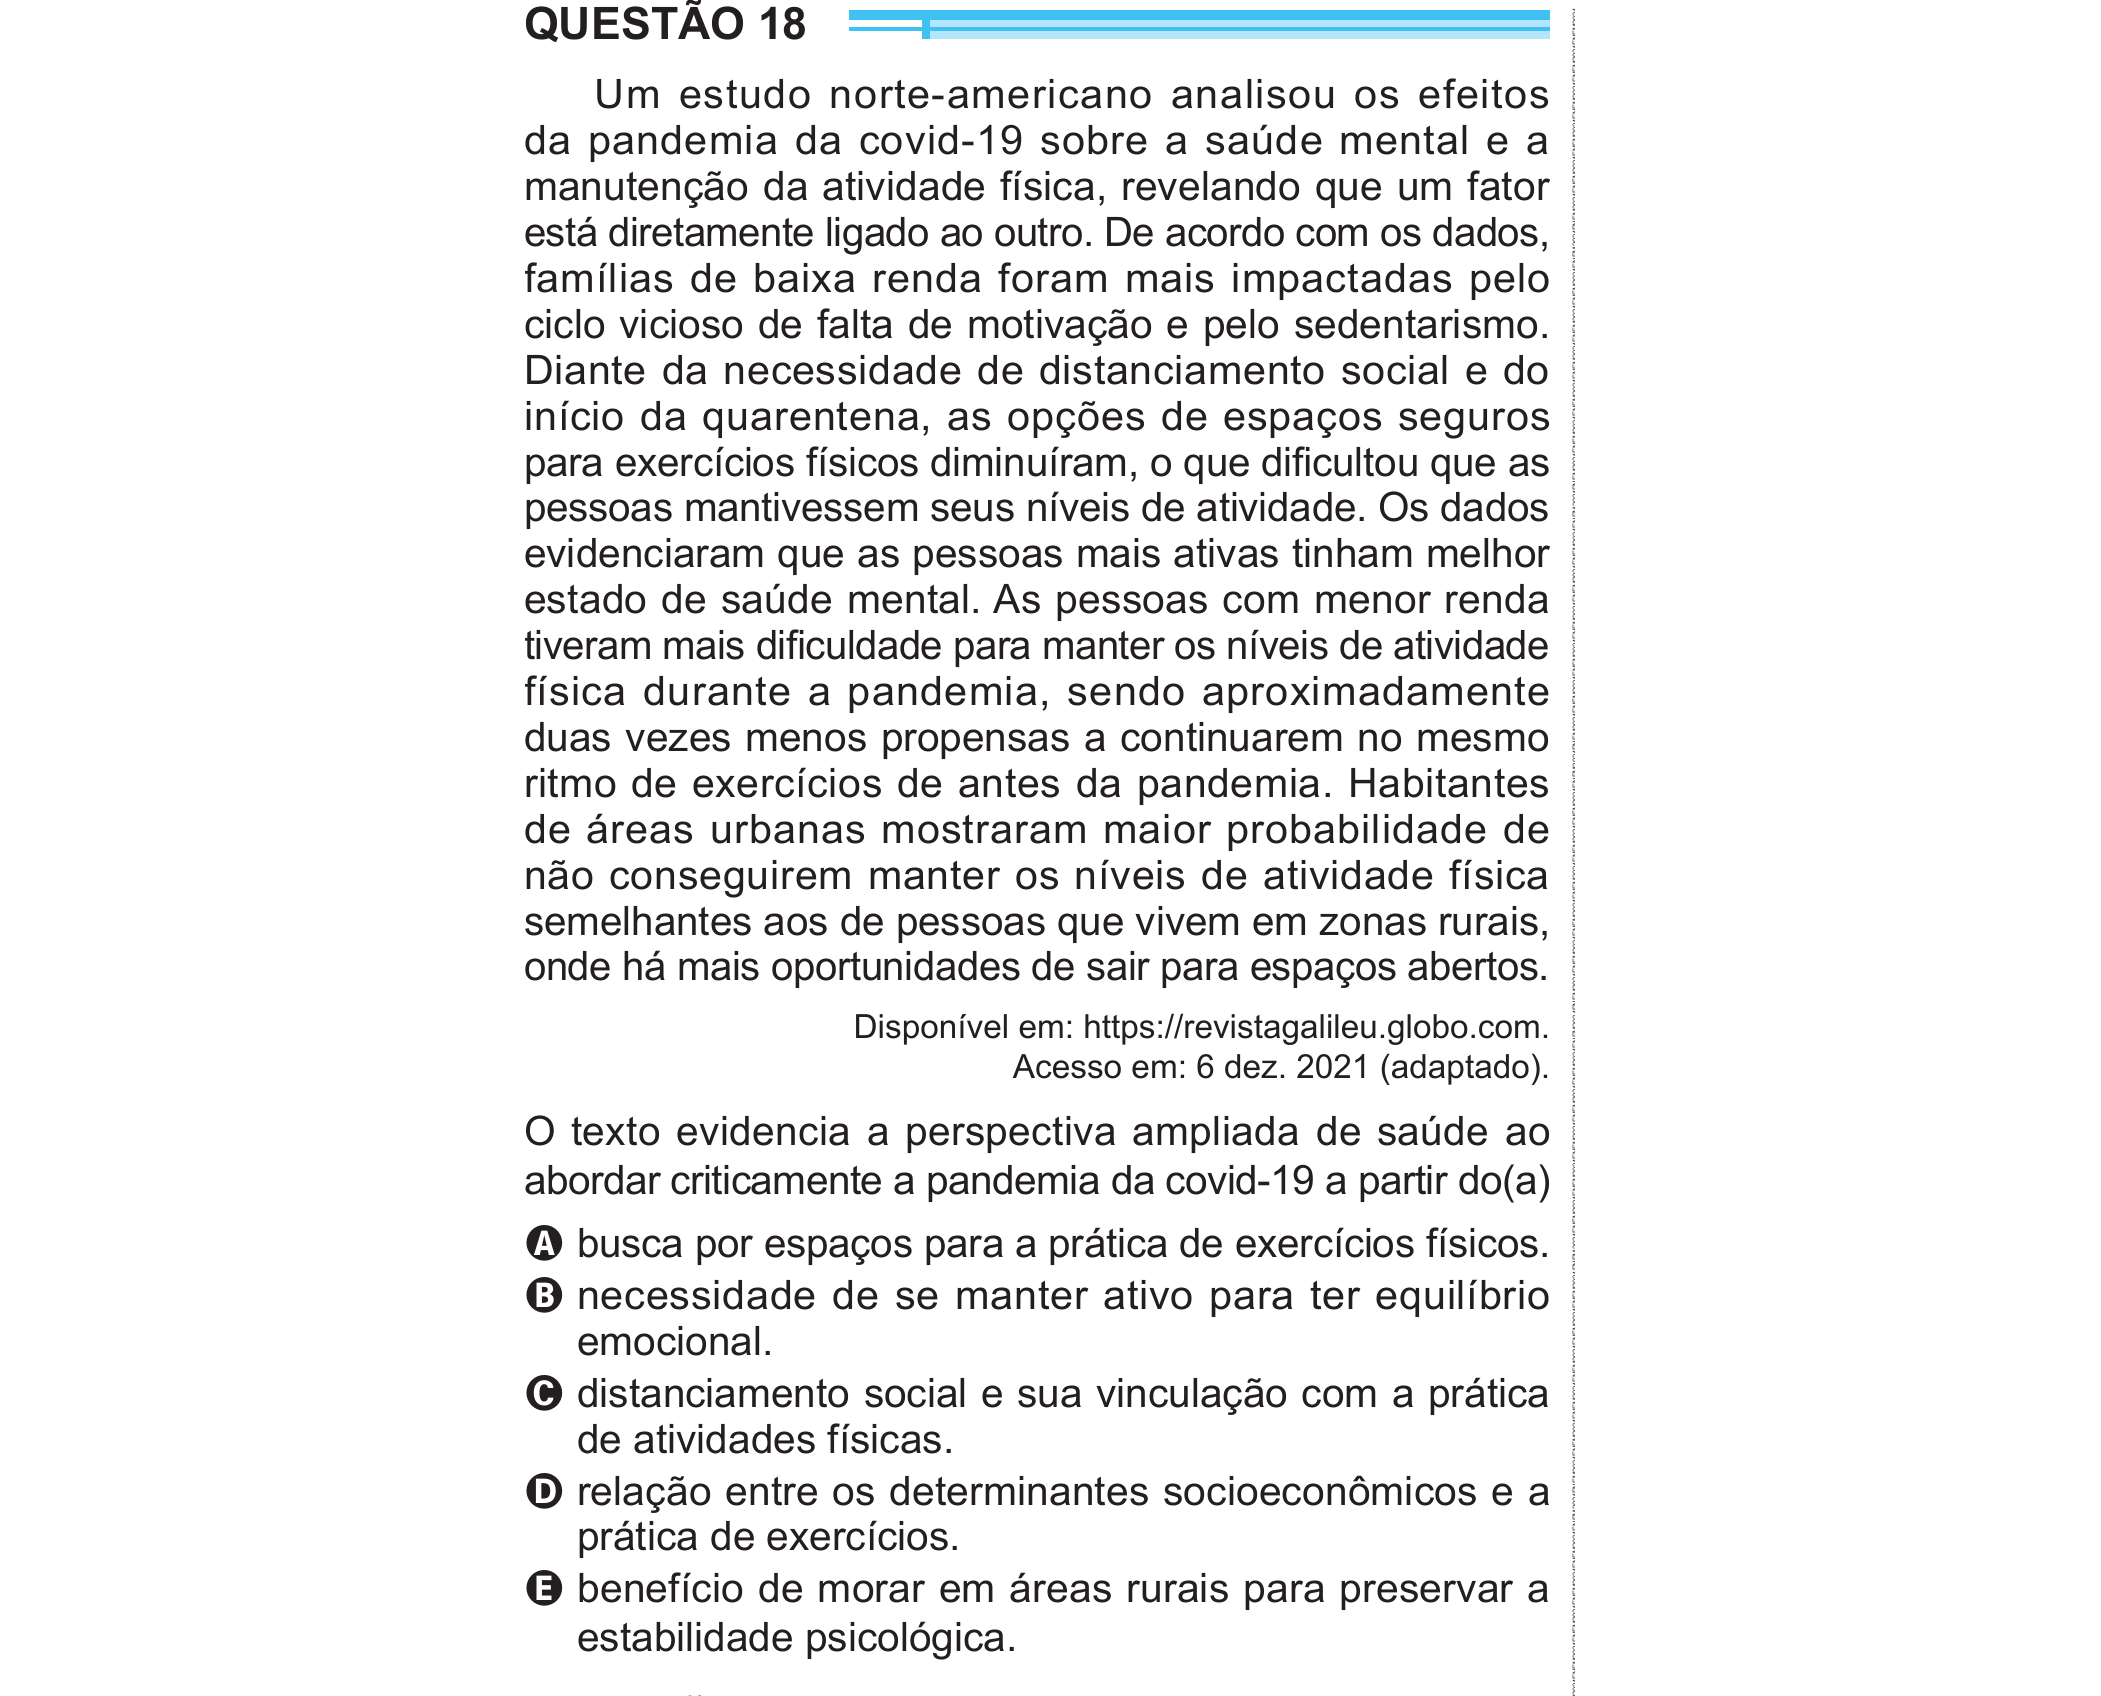 QUESTÃO 18
Um estudo norte-americano analisou os efeitos
da pandemia da covid-19 sobre a saúde mental e a
manutenção da atividade física, revelando que um fator
está diretamente ligado ao outro. De acordo com os dados,
famílias de baixa renda foram mais impactadas pelo
ciclo vicioso de falta de motivação e pelo sedentarismo.
Diante da necessidade de distanciamento social e do
início da quarentena, as opções de espaços seguros
para exercícios físicos diminuíram, o que dificultou que as
pessoas mantivessem seus níveis de atividade. Os dados
evidenciaram que as pessoas mais ativas tinham melhor
estado de saúde mental. As pessoas com menor renda
tiveram mais dificuldade para manter os níveis de atividade
física durante a pandemia, sendo aproximadamente
duas vezes menos propensas a continuarem no mesmo
ritmo de exercícios de antes da pandemia. Habitantes
de áreas urbanas mostraram maior probabilidade de
não conseguirem manter os níveis de atividade física
semelhantes aos de pessoas que vivem em zonas rurais,
onde há mais oportunidades de sair para espaços abertos.
Disponível em: https://revistagalileu.globo.com.
Acesso em: 6 dez. 2021 (adaptado).
O texto evidencia a perspectiva ampliada de saúde ao
abordar criticamente a pandemia da covid-19 a partir do(a)
A busca por espaços para a prática de exercícios físicos.
B necessidade de se manter ativo para ter equilíbrio
emocional.
C distanciamento social e sua vinculação com a prática
de atividades físicas.
D relação entre os determinantes socioeconômicos e a
prática de exercícios.
E benefício de morar em áreas rurais para preservar a
estabilidade psicológica.